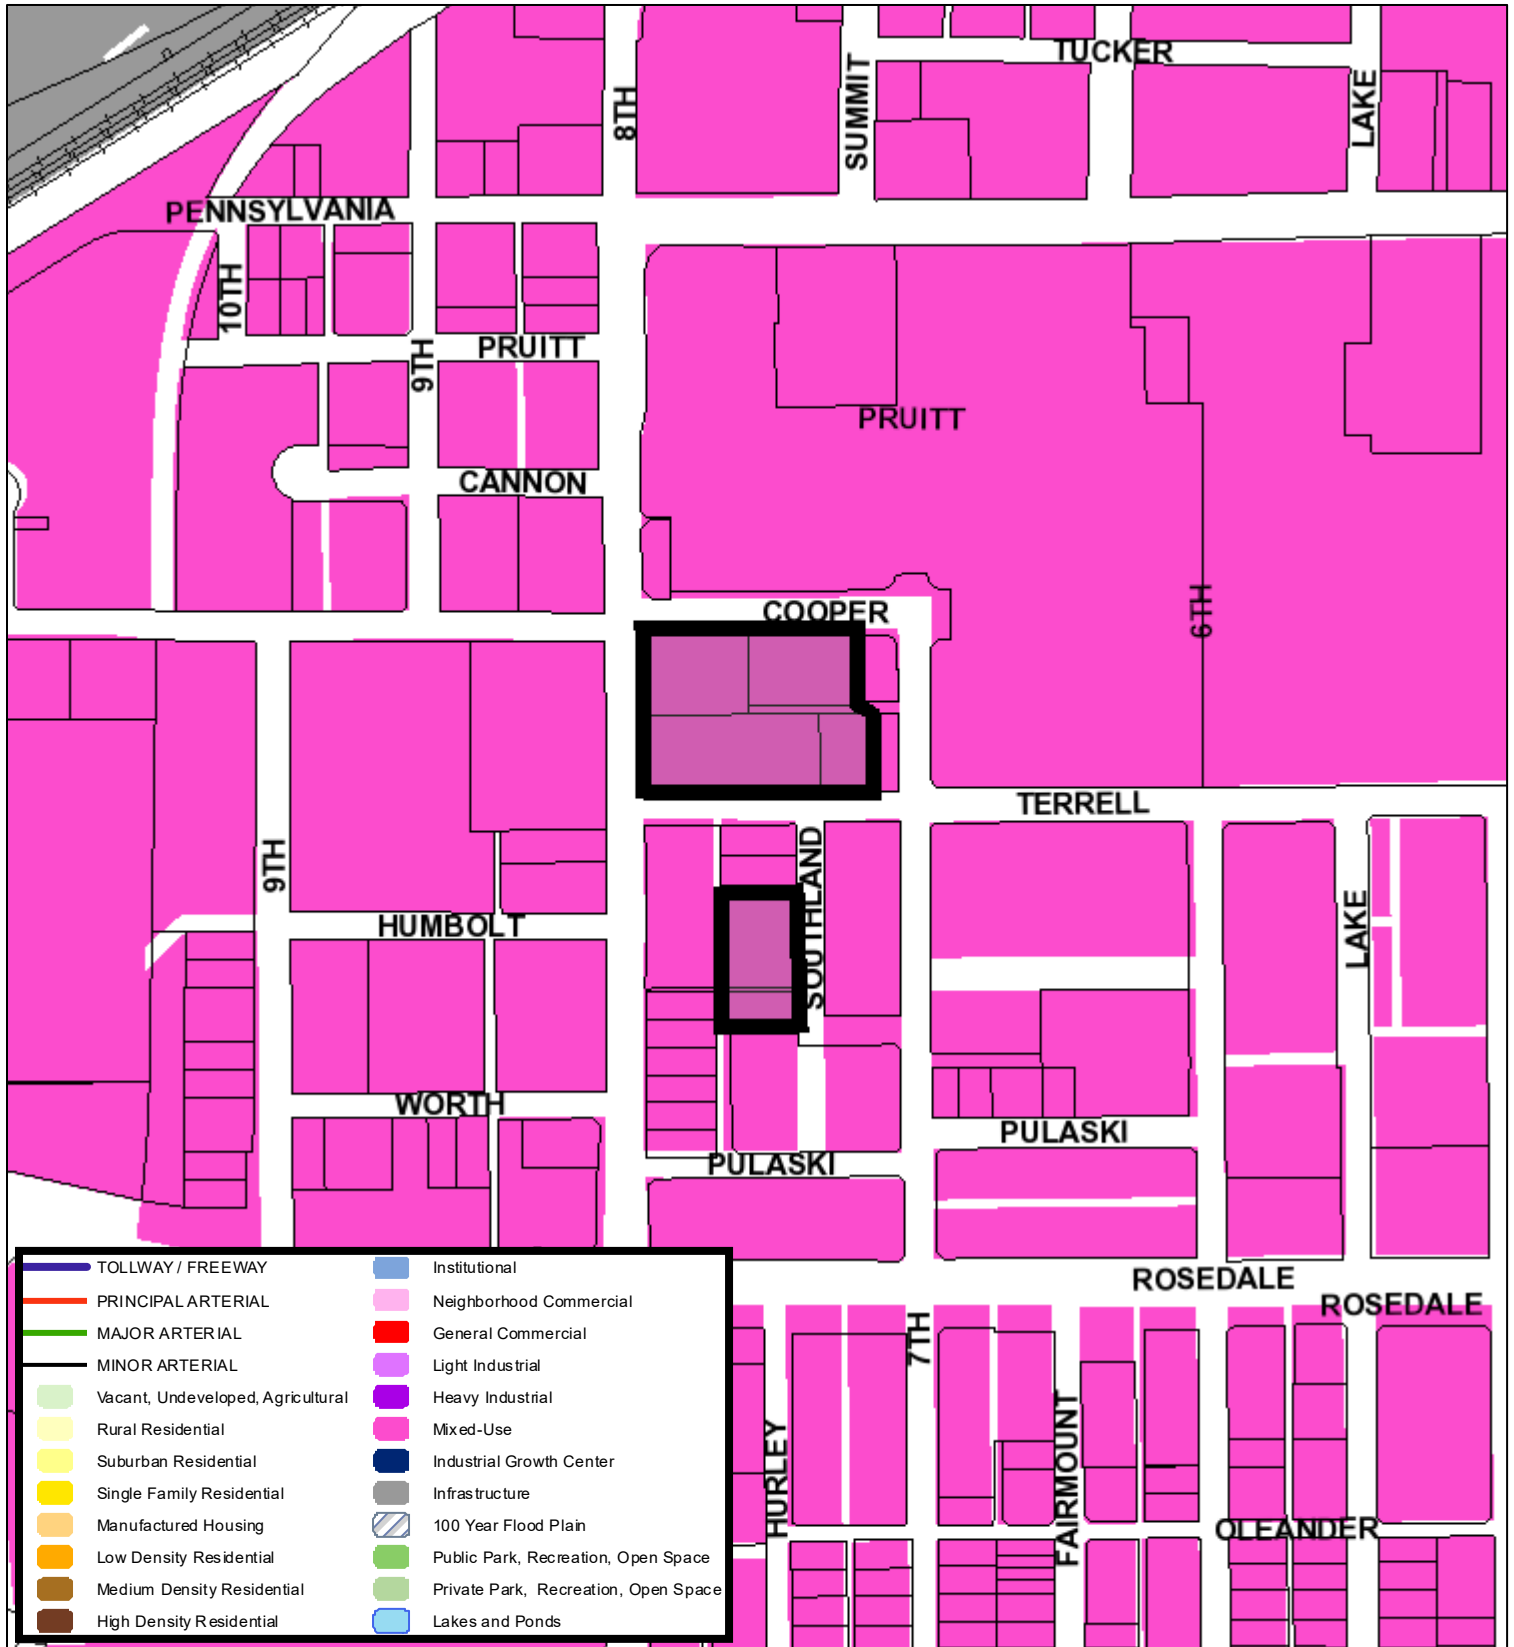 TUCKER
8TH
SUMMIT
LAKE
PENNSYLVANIA
10TH
9TH
PRUITT
PRUITT
CANNON
COOPER
6TH
TERRELL
9TH
SOUTHLAND
LAKE
HUMBOLT
WORTH
PULASKI
PULASKI
ROSEDALE
ROSEDALE
7TH
HURLEY
FAIRMOUNT
OLEANDER
TOLLWAY / FREEWAY
PRINCIPAL ARTERIAL
MAJOR ARTERIAL
MINOR ARTERIAL
Vacant, Undeveloped, Agricultural
Rural Residential
Suburban Residential
Single Family Residential
Manufactured Housing
Low Density Residential
Medium Density Residential
High Density Residential
Institutional
Neighborhood Commercial
General Commercial
Light Industrial
Heavy Industrial
Mixed-Use
Industrial Growth Center
Infrastructure
100 Year Flood Plain
Public Park, Recreation, Open Space
Private Park, Recreation, Open Space
Lakes and Ponds